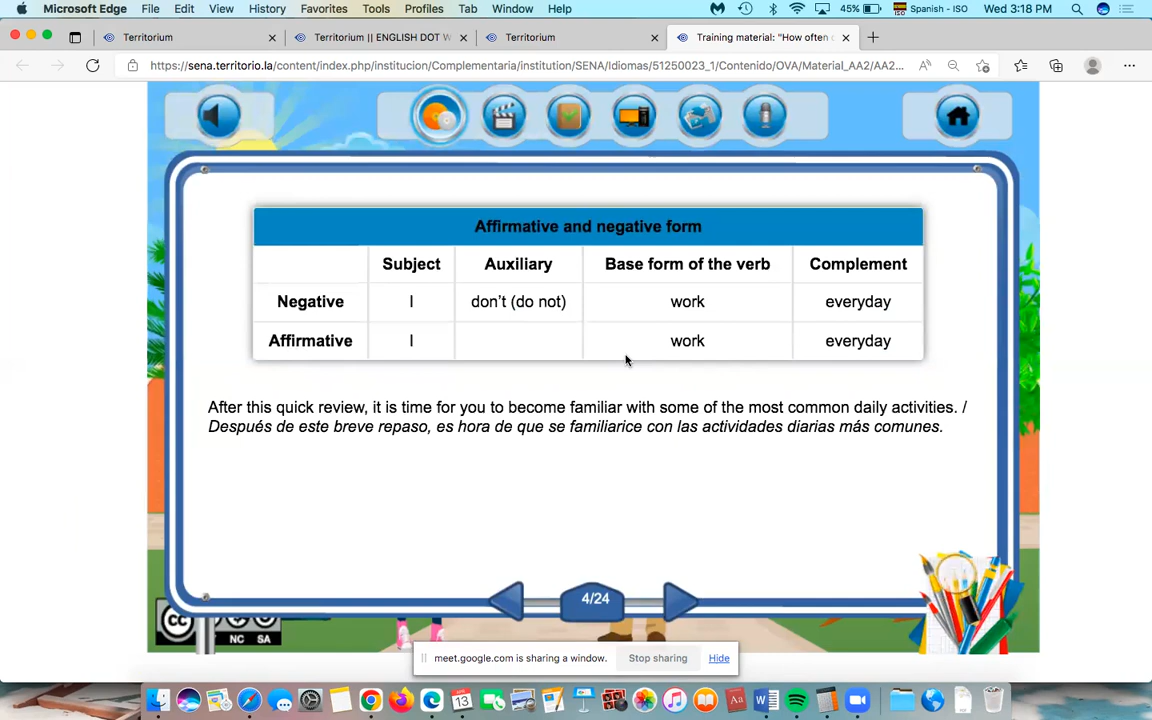 Microsoft Edge File Edit View History Favorites Tools Profiles Tab Window Help 45% Spanish - ISO Wed 3:18 PM
Territorium Territorium || ENGLISH DOT W Territorium Training material: "How often
https://sena.territorio.la/content/index.php/institucion/Complementaria/institution/SENA/Idiomas/51250023_1/Contenido/OVA/Material_AA2/AA2...
Affirmative and negative form
Subject Auxiliary Base form of the verb Complement
Negative I don't (do not) work everyday
Affirmative I work everyday
After this quick review, it is time for you to become familiar with some of the most common daily activities. /
Después de este breve repaso, es hora de que se familiarice con las actividades diarias más comunes.
4/24
CC
NC SA
meet.google.com is sharing a window. Stop sharing Hide